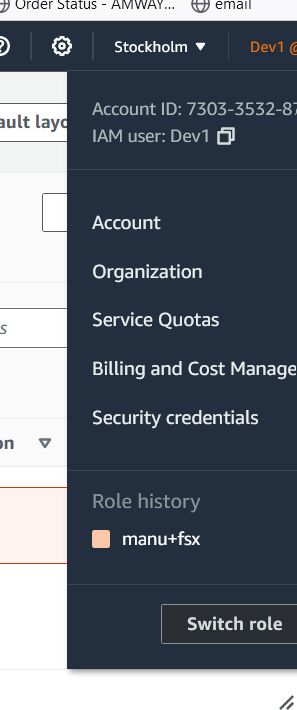 Order Status - AMWAY...
email
Stockholm ▼
Dev1 @
Account ID: 7303-3532-87
IAM user: Dev1
ault layo
Account
Organization
Service Quotas
s
Billing and Cost Manage
Security credentials
on
Role history
manu+fsx
Switch role